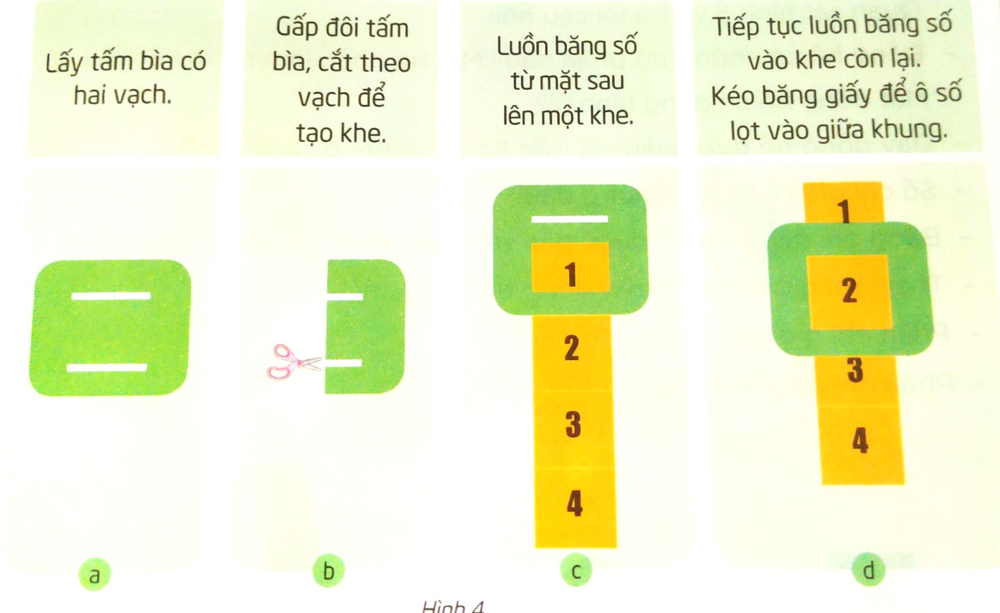 Lấy tấm bìa có
hai vạch.
Gấp đôi tấm
bìa, cắt theo
vạch để
tạo khe.
Luồn băng số
từ mặt sau
lên một khe.
Tiếp tục luồn băng số
vào khe còn lại.
Kéo băng giấy để ô số
lọt vào giữa khung.
1
2
3
4
1
2
3
4
a
b
c
d
Hình 4